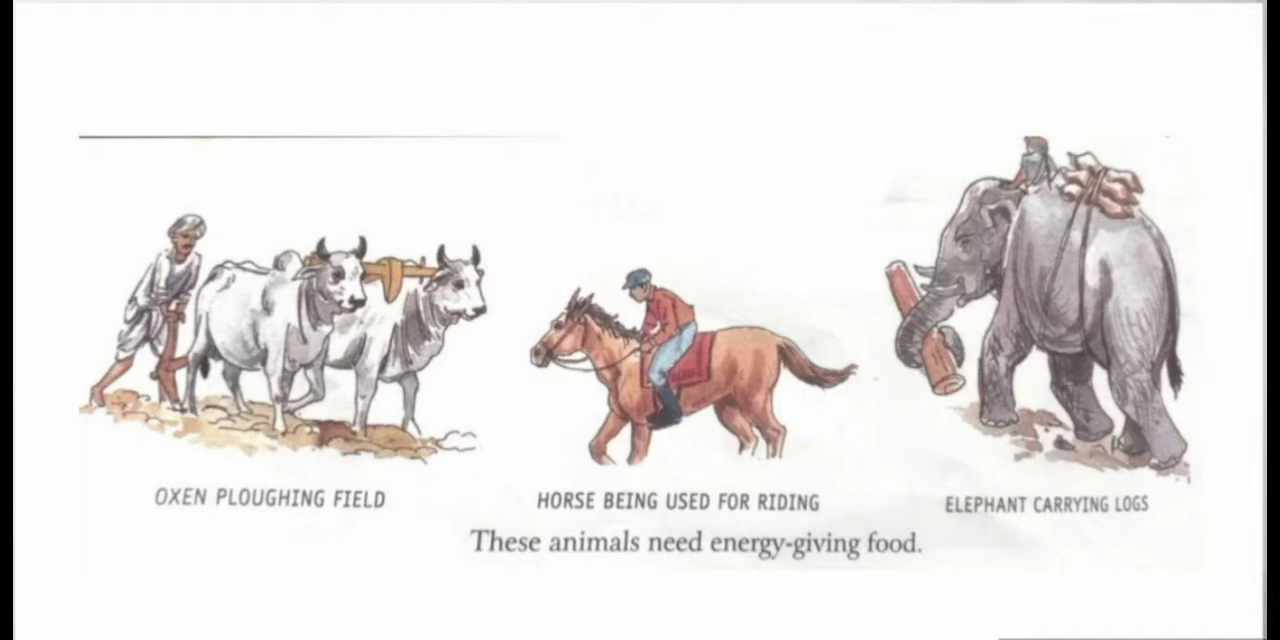 OXEN PLOUGHING FIELD
HORSE BEING USED FOR RIDING
ELEPHANT CARRYING LOGS
These animals need energy-giving food.